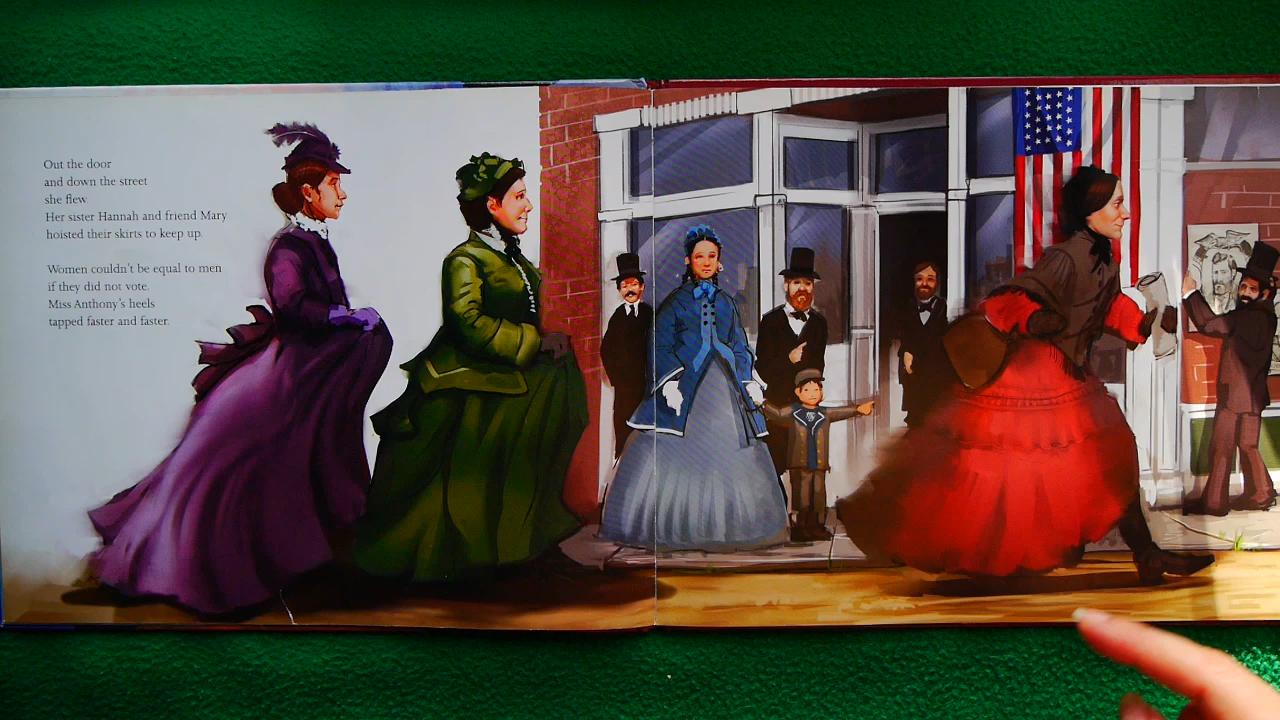 Out the door
and down the street
she flew.
Her sister Hannah and friend Mary
hoisted their skirts to keep up.
Women couldn't be equal to men
if they did not vote.
Miss Anthony's heels
tapped faster and faster.